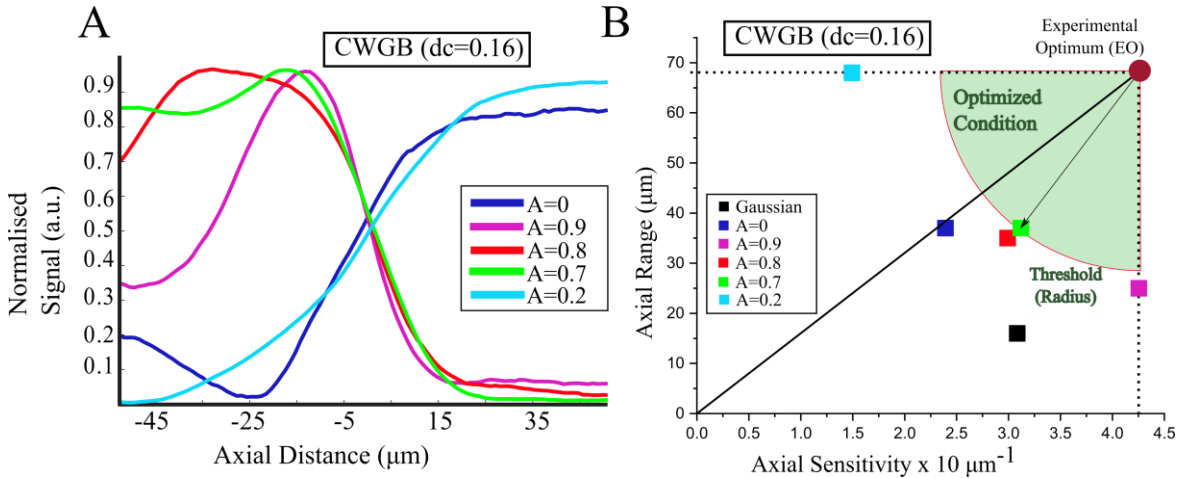 A
CWGB (dc=0.16)
Normalised
Signal (a.u.)
0.9
0.8
0.7
0.6
0.5
0.4
0.3
0.2
0.1
A=0
A=0.9
A=0.8
A=0.7
A=0.2
-45
-25
-5
15
35
Axial Distance (μm)
B
CWGB (dc=0.16)
Experimental
Optimum (EO)
Axial Range (μm)
80
70
60
50
40
30
20
10
0
Optimized
Condition
Gaussian
A=0
A=0.9
A=0.8
A=0.7
A=0.2
Threshold
(Radius)
0.0
0.5
1.0
1.5
2.0
2.5
3.0
3.5
4.0
4.5
Axial Sensitivity x 10 μm⁻¹